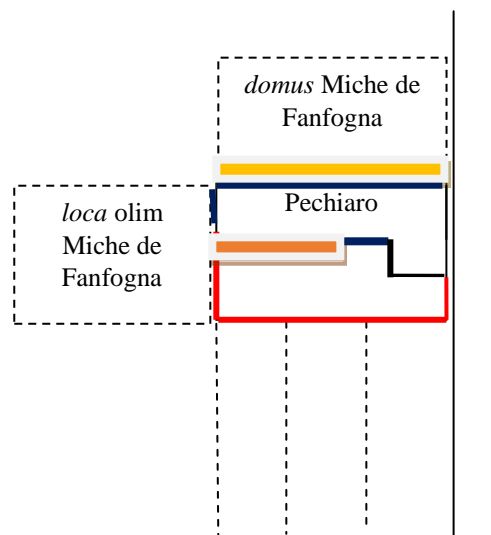 domus Miche de
Fanfogna
Pechiaro
loca olim
Miche de
Fanfogna